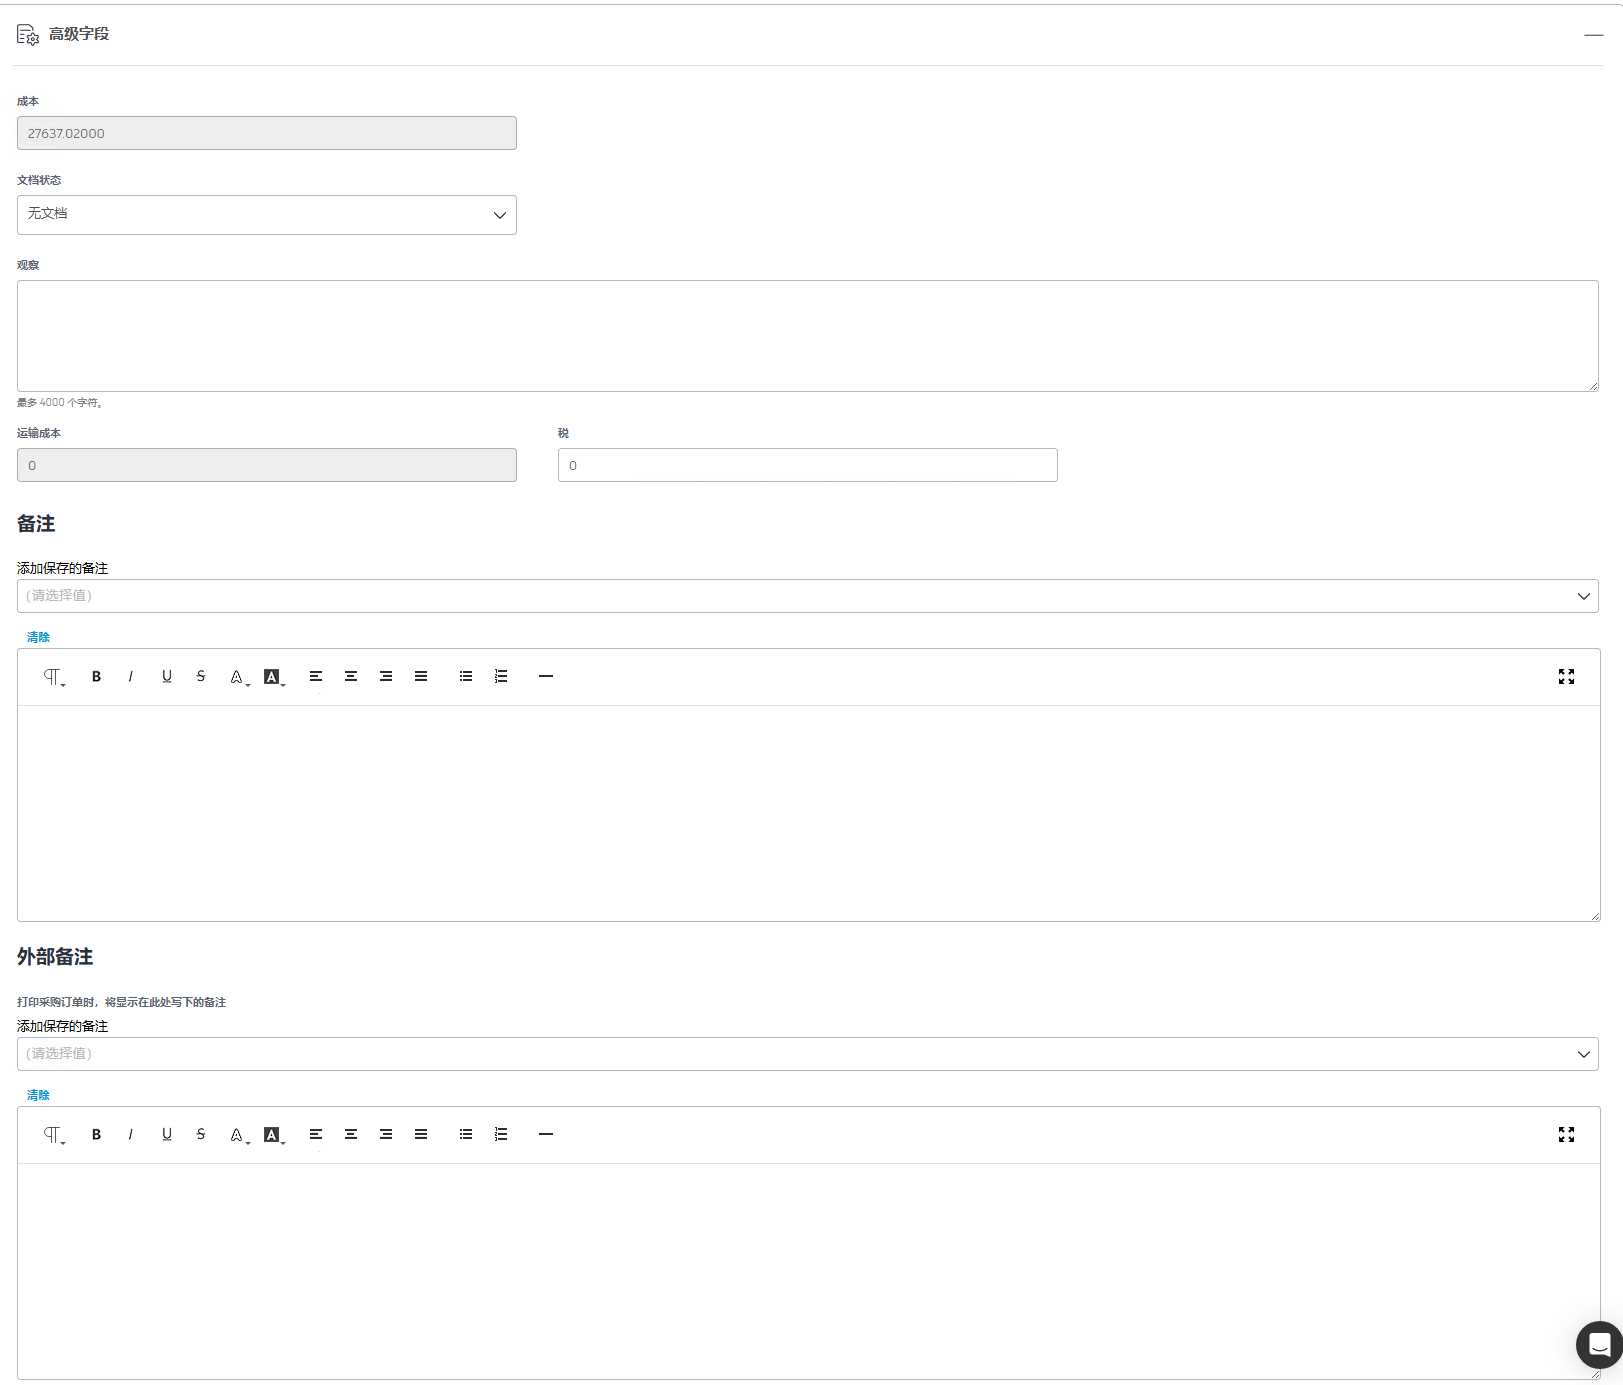 高级字段
成本
27637.02000
文档状态
无文档
观察
最多 4000 个字符。
运输成本
税
0
0
备注
添加保存的备注
(请选择值)
清除
B I U S A A
外部备注
打印采购订单时，将显示在此处写下的备注
添加保存的备注
(请选择值)
清除
B I U S A A